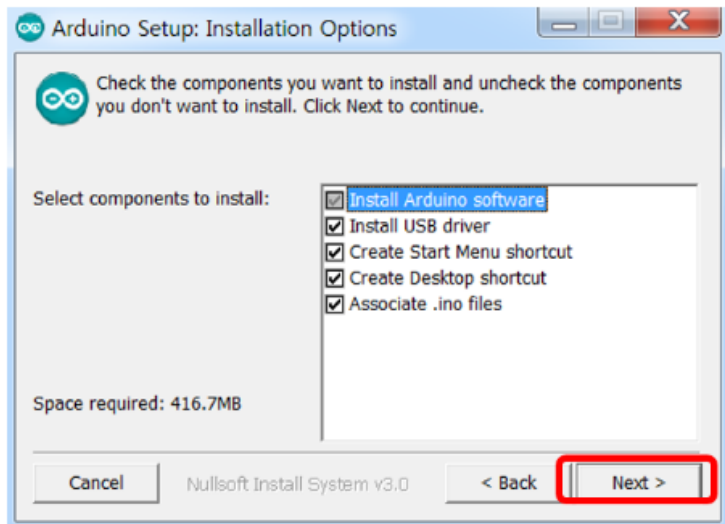 Arduino Setup: Installation Options
Check the components you want to install and uncheck the components
you don't want to install. Click Next to continue.
Select components to install:
Install Arduino software
Install USB driver
Create Start Menu shortcut
Create Desktop shortcut
Associate .ino files
Space required: 416.7MB
Cancel
Nullsoft Install System v3.0
< Back
Next >